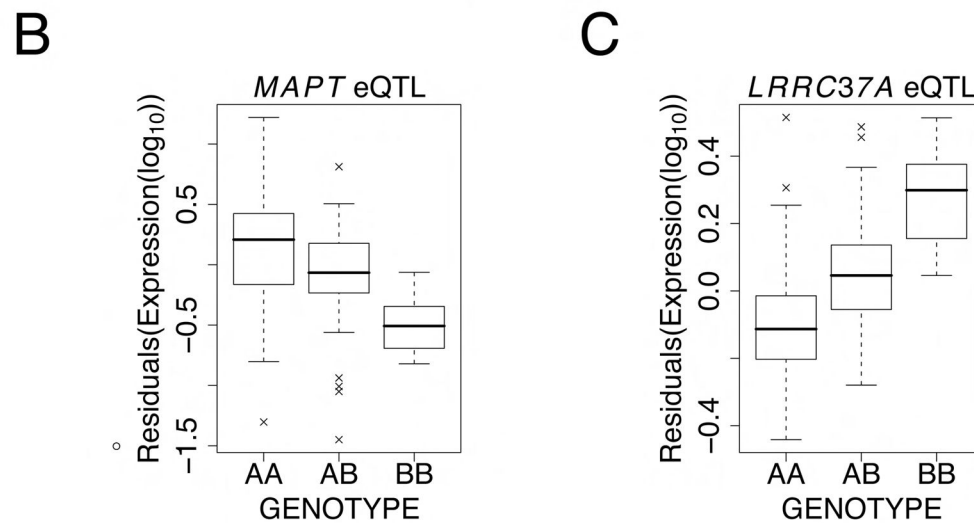 B
MAPT eQTL
Residuals(Expression(log10))
0.5
−0.5
−1.5
AA AB BB
GENOTYPE
C
LRRC37A eQTL
Residuals(Expression(log10))
0.4
0.2
0.0
−0.4
AA AB BB
GENOTYPE